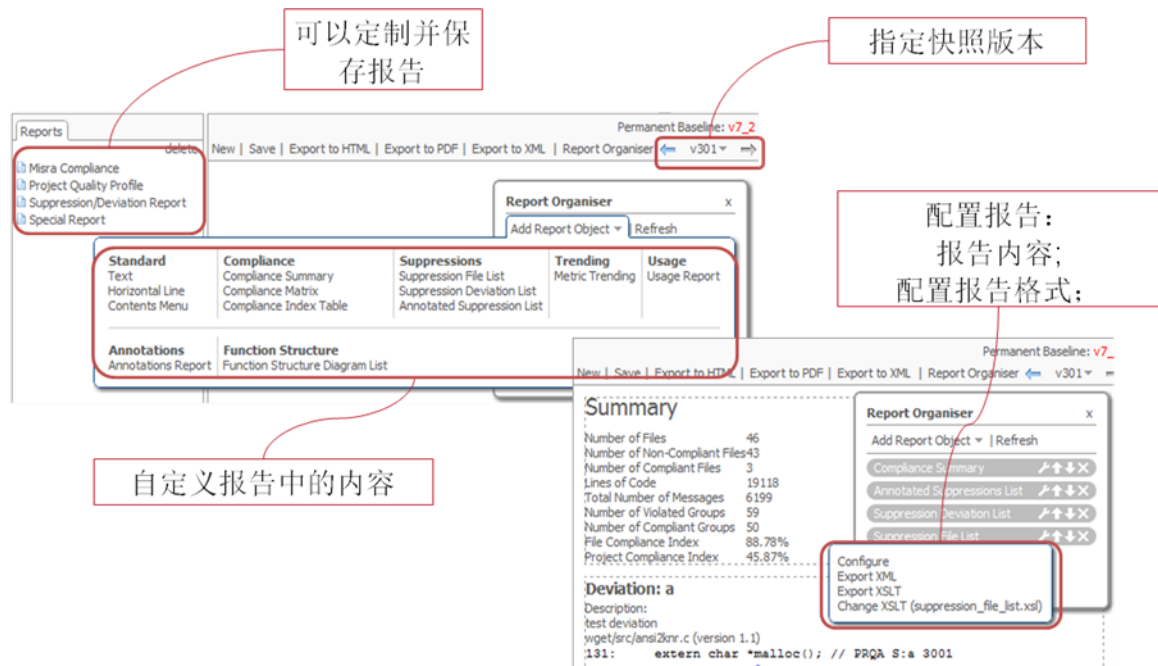 可以定制并保
存报告
指定快照版本
Reports
delete
Misra Compliance
Project Quality Profile
Suppression/Deviation Report
Special Report
Permanent Baseline: v7_2
New | Save | Export to HTML | Export to PDF | Export to XML | Report Organiser v301
Report Organiser x
Add Report Object | Refresh
Standard Compliance Suppressions Trending Usage
Text Compliance Summary Suppression File List Metric Trending Usage Report
Horizontal Line Compliance Matrix Suppression Deviation List
Contents Menu Compliance Index Table Annotated Suppression List
Annotations Function Structure
Annotations Report Function Structure Diagram List
配置报告：
报告内容;
配置报告格式;
自定义报告中的内容
Permanent Baseline: v7_
New | Save | Export to HTML | Export to PDF | Export to XML | Report Organiser v301
Summary
Number of Files 46
Number of Non-Compliant Files 43
Number of Compliant Files 3
Lines of Code 19118
Total Number of Messages 6199
Number of Violated Groups 59
Number of Compliant Groups 50
File Compliance Index 88.78%
Project Compliance Index 45.87%
Report Organiser x
Add Report Object | Refresh
Compliance Summary
Annotated Suppressions List
Suppression Deviation List
Suppression File List
Configure
Export XML
Export XSLT
Change XSLT (suppression_file_list.xsl)
Deviation: a
Description:
test deviation
wget/src/ansi2knr.c (version 1.1)
131: extern char *malloc(); // PRQA S:a 3001